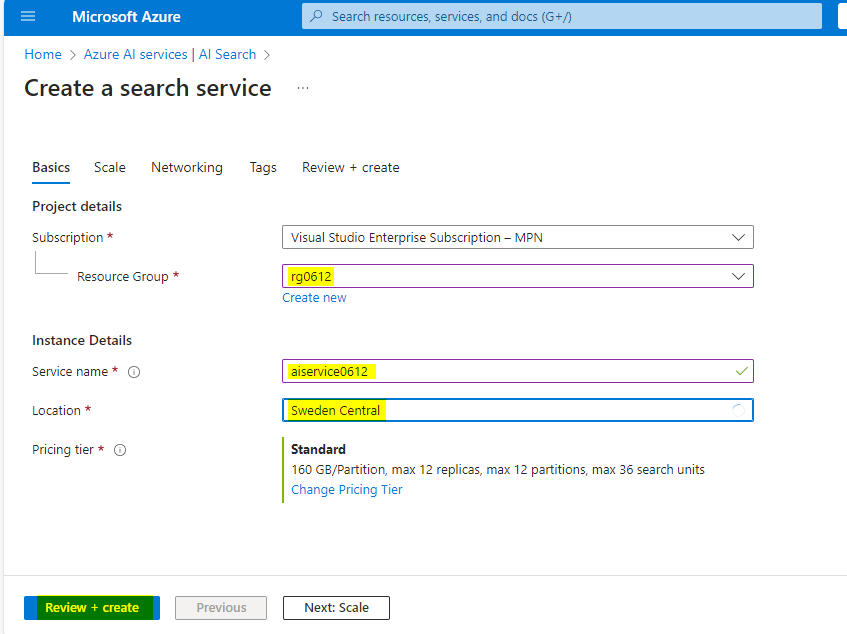 Microsoft Azure
Search resources, services, and docs (G+/)
Home > Azure AI services | AI Search >
Create a search service ...
Basics Scale Networking Tags Review + create
Project details
Subscription * Visual Studio Enterprise Subscription – MPN
Resource Group * rg0612
Create new
Instance Details
Service name * aiservice0612
Location * Sweden Central
Pricing tier * Standard
160 GB/Partition, max 12 replicas, max 12 partitions, max 36 search units
Change Pricing Tier
Review + create Previous Next: Scale